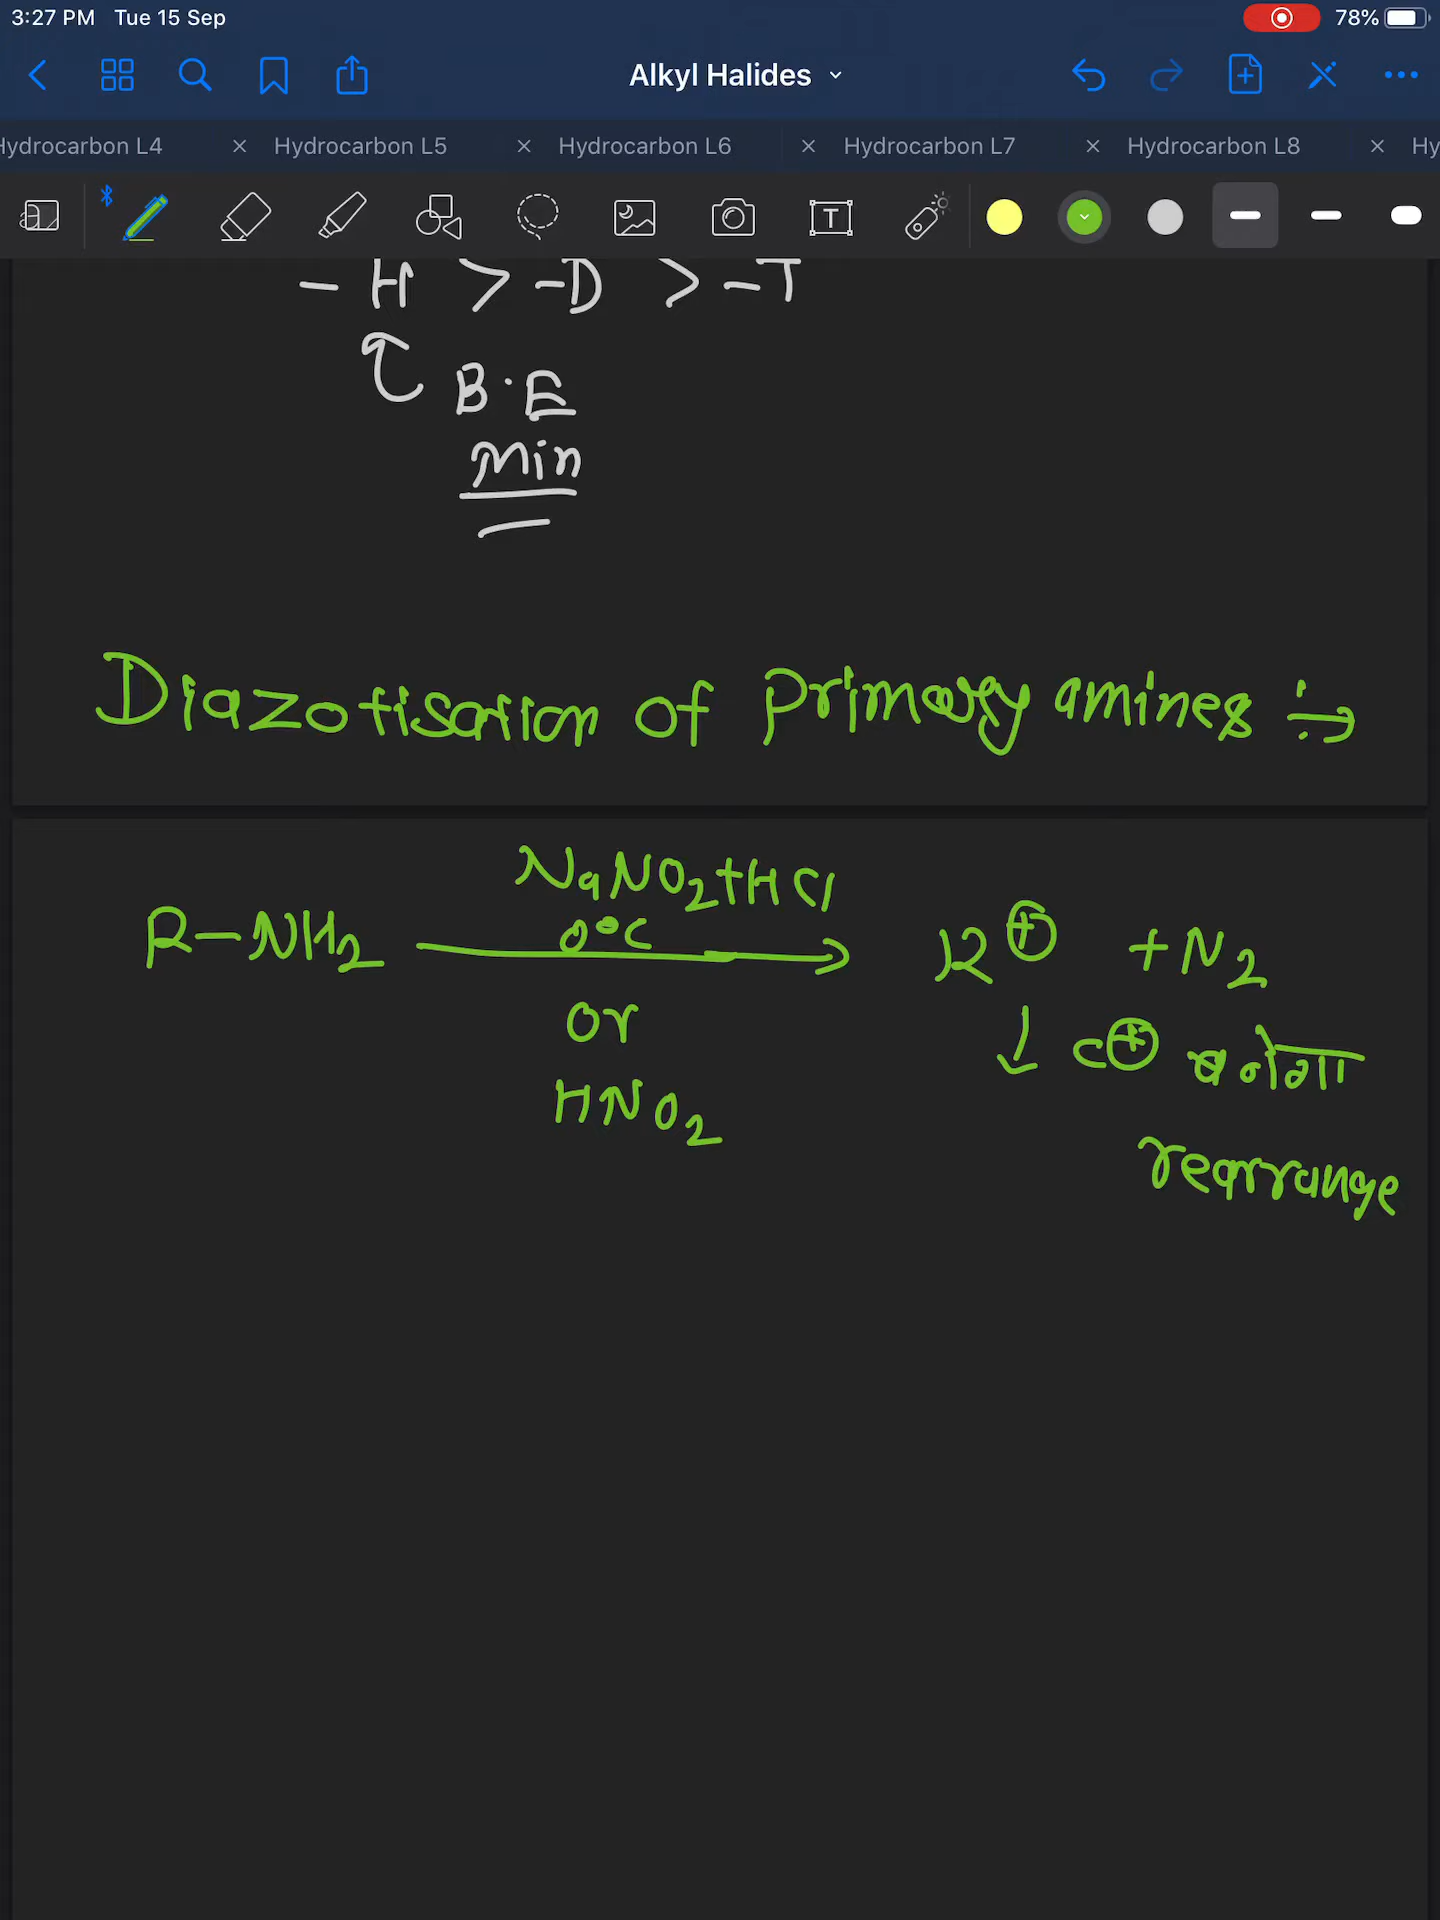 3:27 PM Tue 15 Sep 78%
Alkyl Halides
Hydrocarbon L4 × Hydrocarbon L5 × Hydrocarbon L6 × Hydrocarbon L7 × Hydrocarbon L8 × Hy
a T
- H > -D > -T
B.E
Min
Diazotisation of Primary amines :→
NaNO₂+HCl
R-NH₂ 0°C → R⊕ + N₂
or ↓ C⊕ बनेगा
HNO₂
rearrange